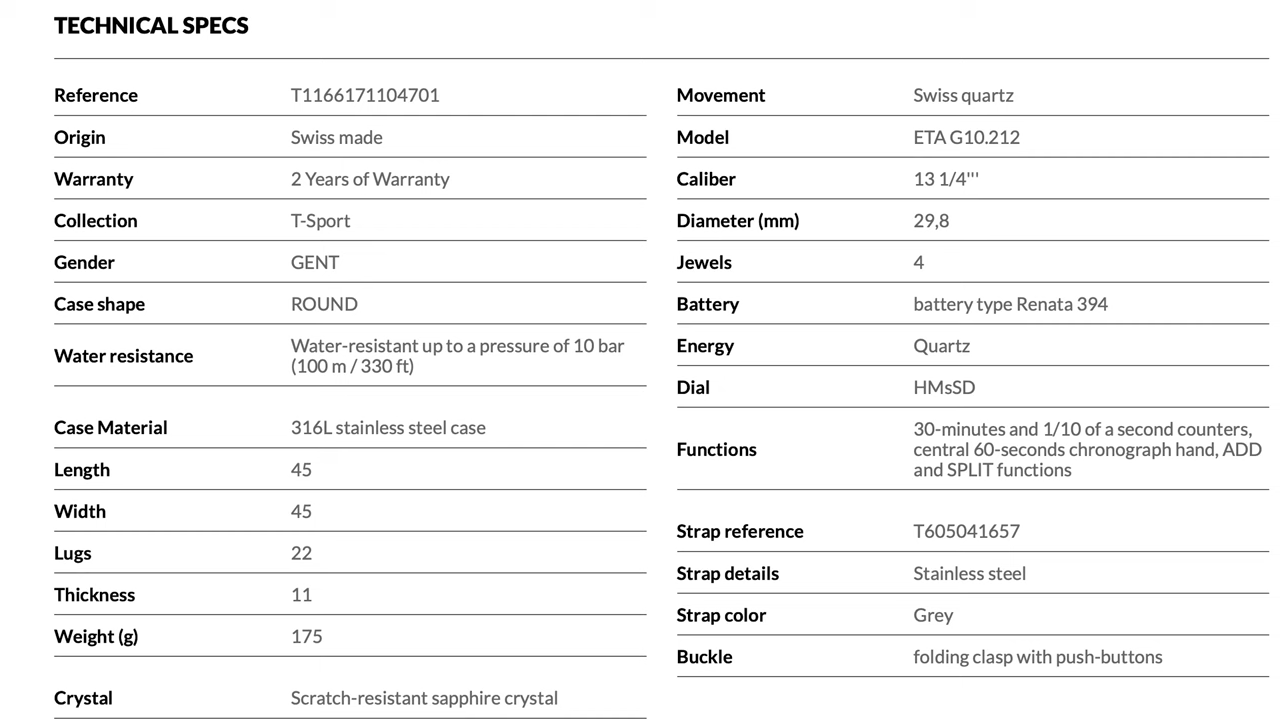 TECHNICAL SPECS
Reference T1166171104701
Origin Swiss made
Warranty 2 Years of Warranty
Collection T-Sport
Gender GENT
Case shape ROUND
Water resistance Water-resistant up to a pressure of 10 bar
(100 m / 330 ft)
Case Material 316L stainless steel case
Length 45
Width 45
Lugs 22
Thickness 11
Weight (g) 175
Crystal Scratch-resistant sapphire crystal
Movement Swiss quartz
Model ETA G10.212
Caliber 13 1/4'''
Diameter (mm) 29,8
Jewels 4
Battery battery type Renata 394
Energy Quartz
Dial HMsSD
Functions 30-minutes and 1/10 of a second counters,
central 60-seconds chronograph hand, ADD
and SPLIT functions
Strap reference T605041657
Strap details Stainless steel
Strap color Grey
Buckle folding clasp with push-buttons